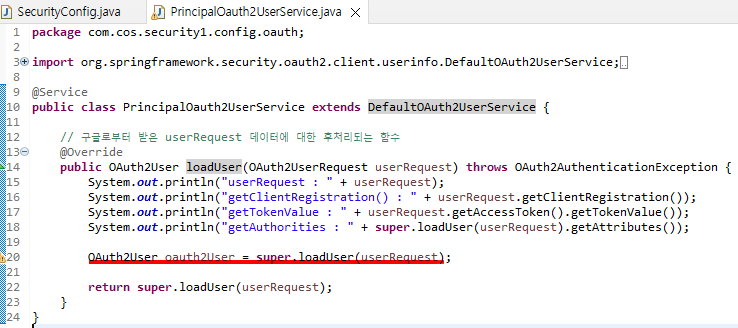 SecurityConfig.java PrincipalOauth2UserService.java
1 package com.cos.security1.config.oauth;
2
3 import org.springframework.security.oauth2.client.userinfo.DefaultOAuth2UserService;
8
9 @Service
10 public class PrincipalOauth2UserService extends DefaultOAuth2UserService {
11
12 // 구글로부터 받은 userRequest 데이터에 대한 후처리되는 함수
13 @Override
14 public OAuth2User loadUser(OAuth2UserRequest userRequest) throws OAuth2AuthenticationException {
15 System.out.println("userRequest : " + userRequest);
16 System.out.println("getClientRegistration() : " + userRequest.getClientRegistration());
17 System.out.println("getTokenValue : " + userRequest.getAccessToken().getTokenValue());
18 System.out.println("getAuthorities : " + super.loadUser(userRequest).getAttributes());
19
20 OAuth2User oauth2User = super.loadUser(userRequest);
21
22 return super.loadUser(userRequest);
23 }
24 }